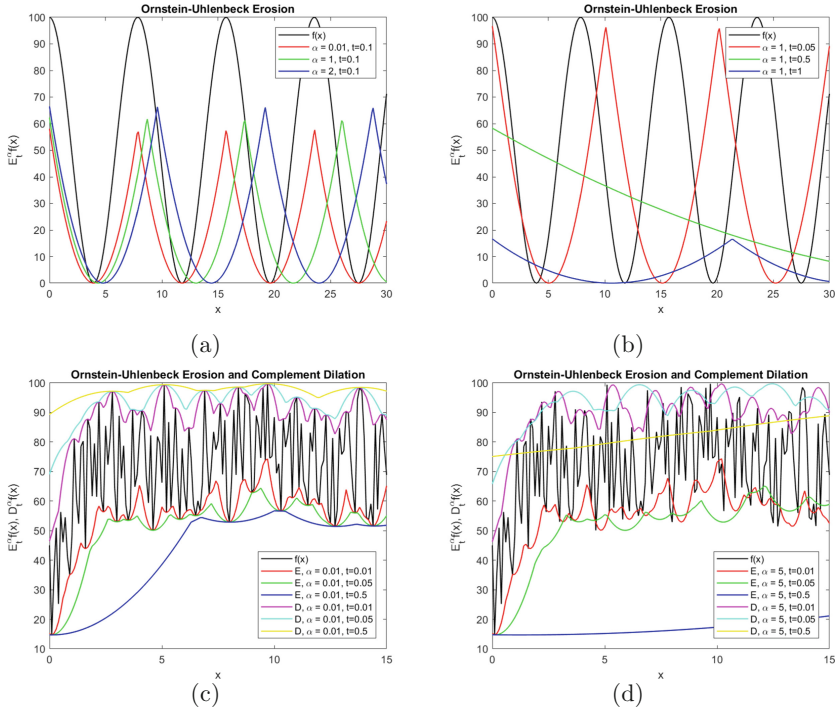 Ornstein-Uhlenbeck Erosion
100
90
80
70
60
50
40
30
20
10
0
E_t^α f(x)
f(x)
α = 0.01, t=0.1
α = 1, t=0.1
α = 2, t=0.1
0 5 10 15 20 25 30
x
(a)
Ornstein-Uhlenbeck Erosion
100
90
80
70
60
50
40
30
20
10
0
E_t^α f(x)
f(x)
α = 1, t=0.05
α = 1, t=0.5
α = 1, t=1
0 5 10 15 20 25 30
x
(b)
Ornstein-Uhlenbeck Erosion and Complement Dilation
100
90
80
70
60
50
40
30
20
10
E_t^α f(x), D_t^α f(x)
f(x)
E, α = 0.01, t=0.01
E, α = 0.01, t=0.05
E, α = 0.01, t=0.5
D, α = 0.01, t=0.01
D, α = 0.01, t=0.05
D, α = 0.01, t=0.5
0 5 10 15
x
(c)
Ornstein-Uhlenbeck Erosion and Complement Dilation
100
90
80
70
60
50
40
30
20
10
E_t^α f(x), D_t^α f(x)
f(x)
E, α = 5, t=0.01
E, α = 5, t=0.05
E, α = 5, t=0.5
D, α = 5, t=0.01
D, α = 5, t=0.05
D, α = 5, t=0.5
0 5 10 15
x
(d)